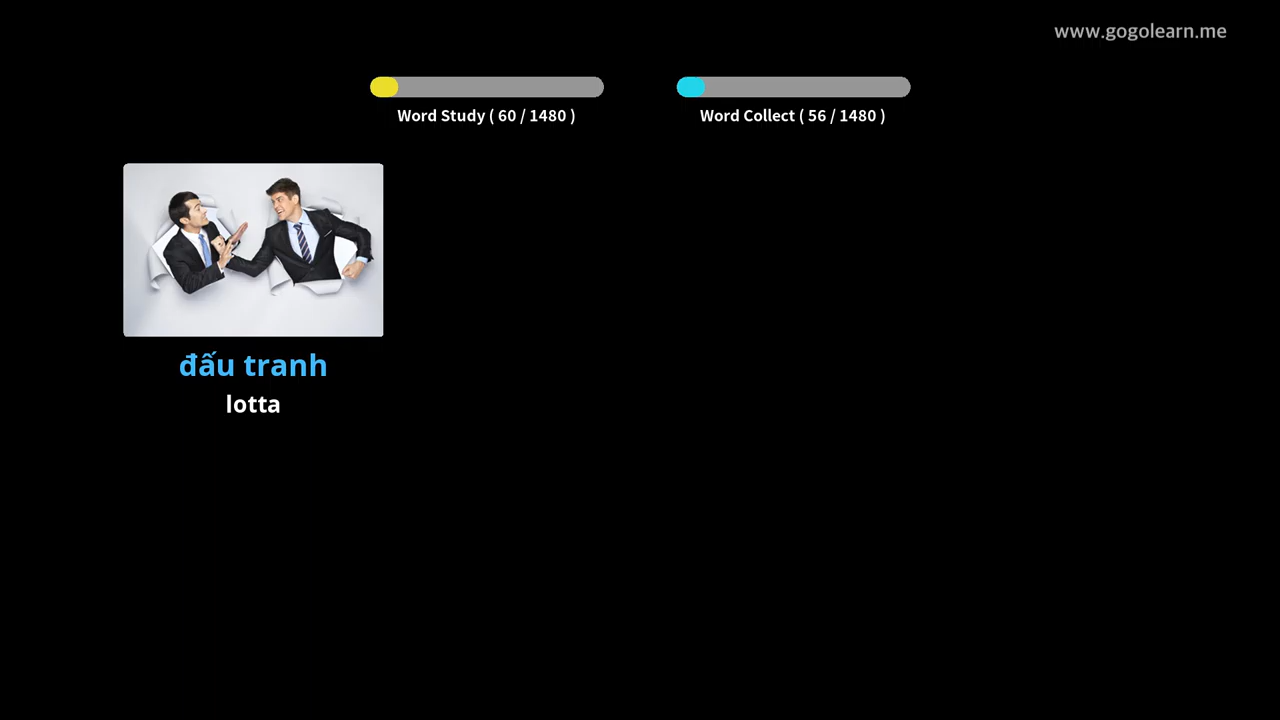 www.gogolearn.me
Word Study ( 60 / 1480 )
Word Collect ( 56 / 1480 )
đấu tranh
lotta